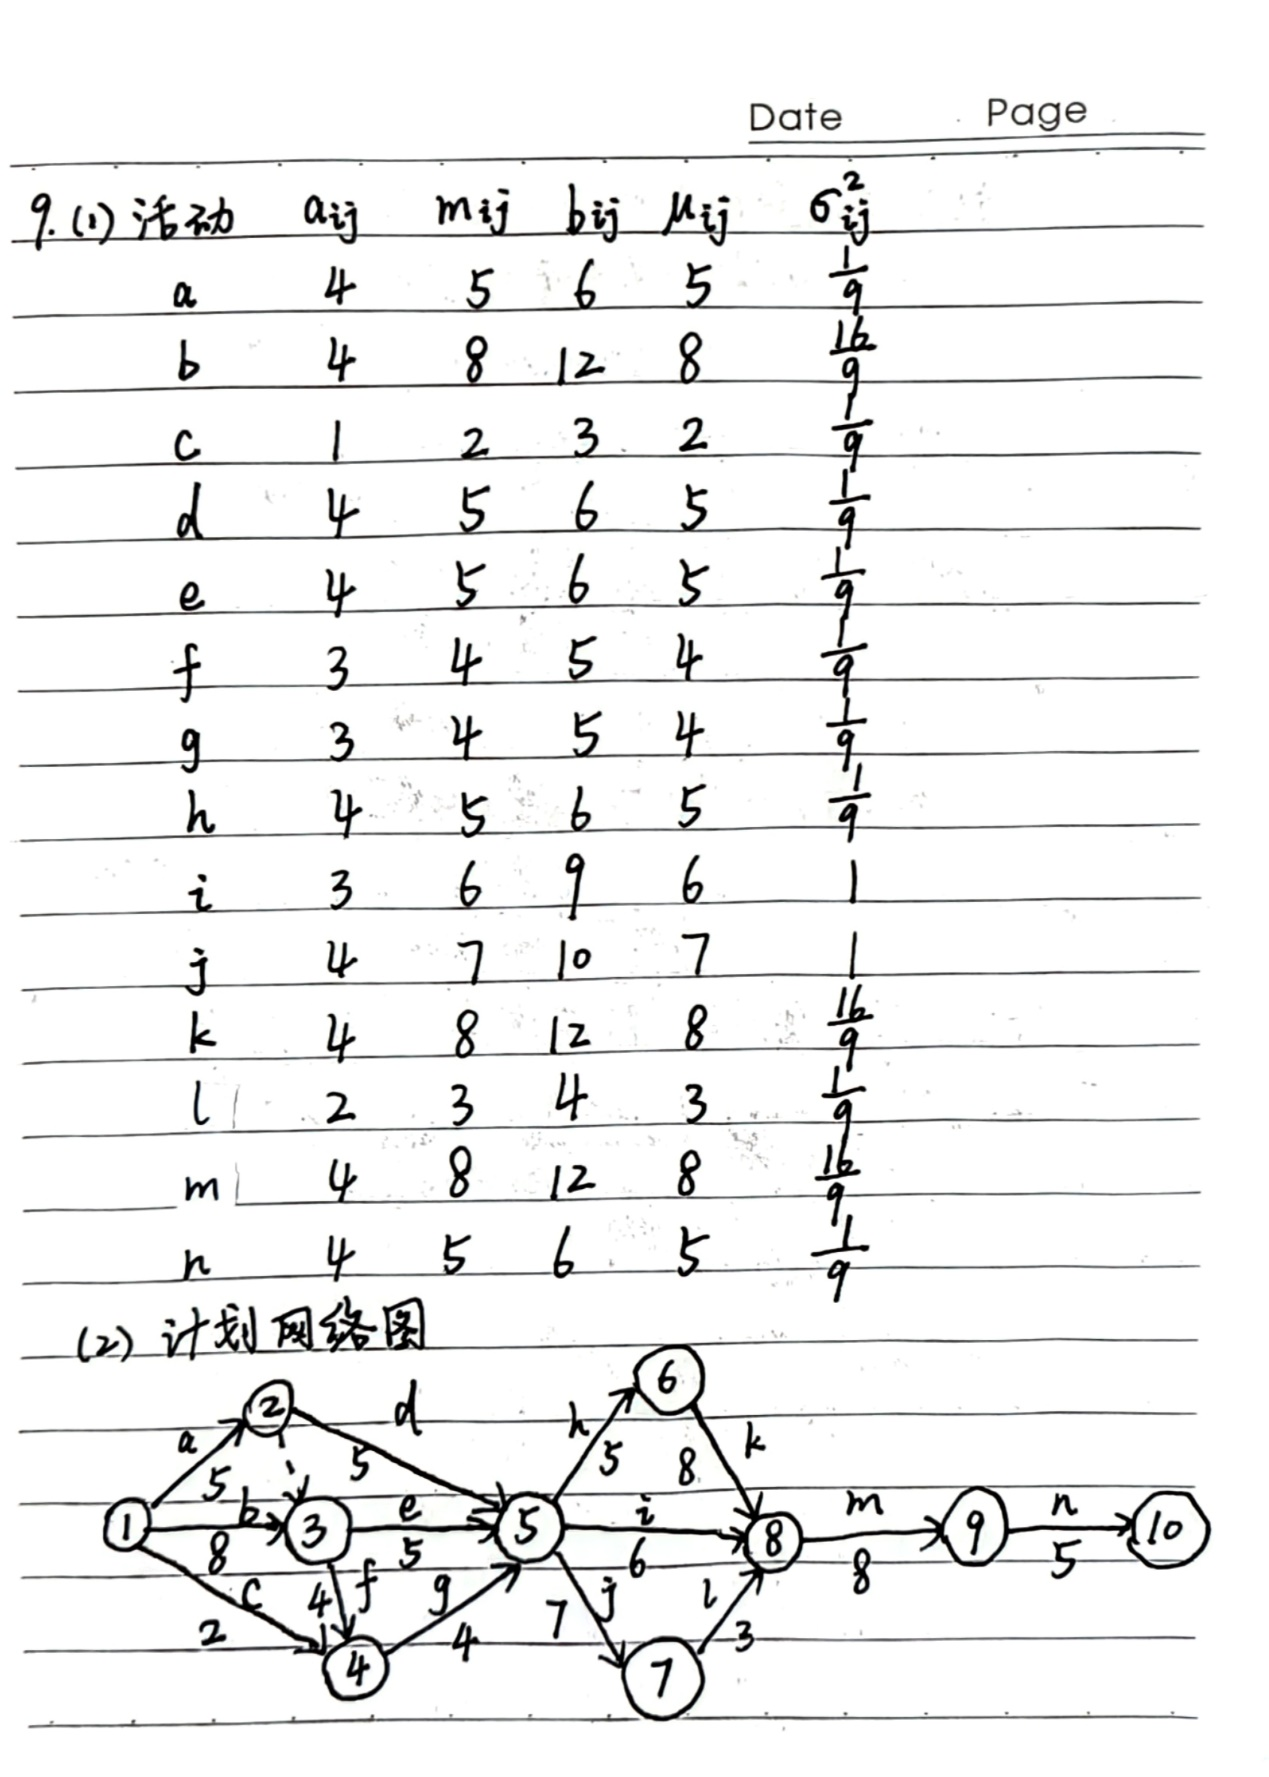 Date Page
9.(1) 活动 aij mij bij μij σ²ij
a 4 5 6 5 1/9
b 4 8 12 8 16/9
c 1 2 3 2 1/9
d 4 5 6 5 1/9
e 4 5 6 5 1/9
f 3 4 5 4 1/9
g 3 4 5 4 1/9
h 4 5 6 5 1/9
i 3 6 9 6 1
j 4 7 10 7 1
k 4 8 12 8 16/9
l 2 3 4 3 1/9
m 4 8 12 8 16/9
n 4 5 6 5 1/9
(2) 计划网络图
6
2 d
a h k
5 5 5 8
b e i m n
1 3 5 8 9 10
8 5 6 8 5
c 4 f g j l
2 4 7 3
4 7